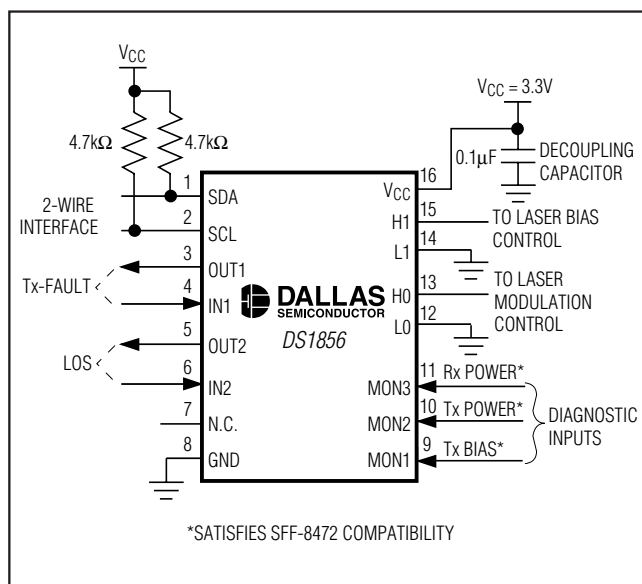 VCC
4.7kΩ
4.7kΩ
2-WIRE
INTERFACE
Tx-FAULT
LOS
1
SDA
2
SCL
3
OUT1
4
IN1
5
OUT2
6
IN2
7
N.C.
8
GND
DALLAS
SEMICONDUCTOR
DS1856
VCC = 3.3V
0.1µF
DECOUPLING
CAPACITOR
16
VCC
15
H1
TO LASER BIAS
CONTROL
14
L1
13
H0
TO LASER
MODULATION
CONTROL
12
L0
11 Rx POWER*
MON3
10 Tx POWER*
MON2
9 Tx BIAS*
MON1
DIAGNOSTIC
INPUTS
*SATISFIES SFF-8472 COMPATIBILITY